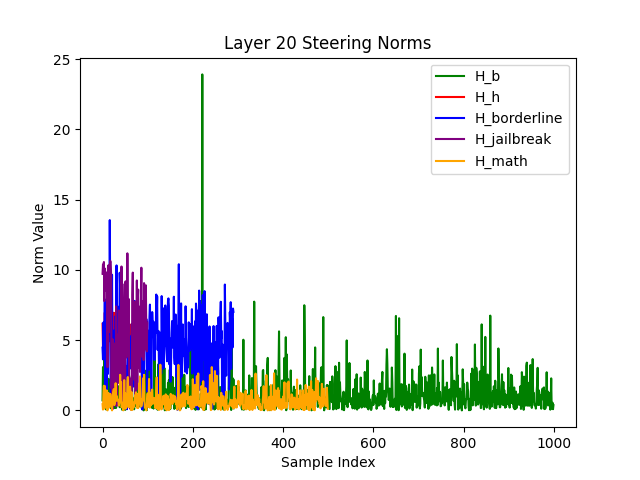 Layer 20 Steering Norms
25
20
15
10
5
0
Norm Value
H_b
H_h
H_borderline
H_jailbreak
H_math
0 200 400 600 800 1000
Sample Index